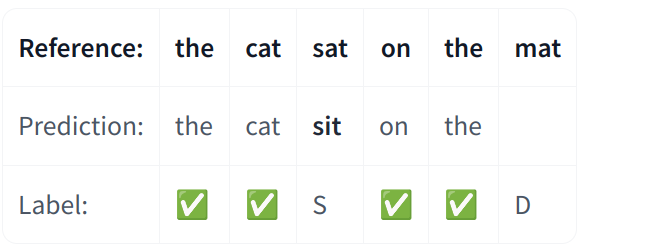 Reference: the cat sat on the mat
Prediction: the cat sit on the
Label: ✅ ✅ S ✅ ✅ D